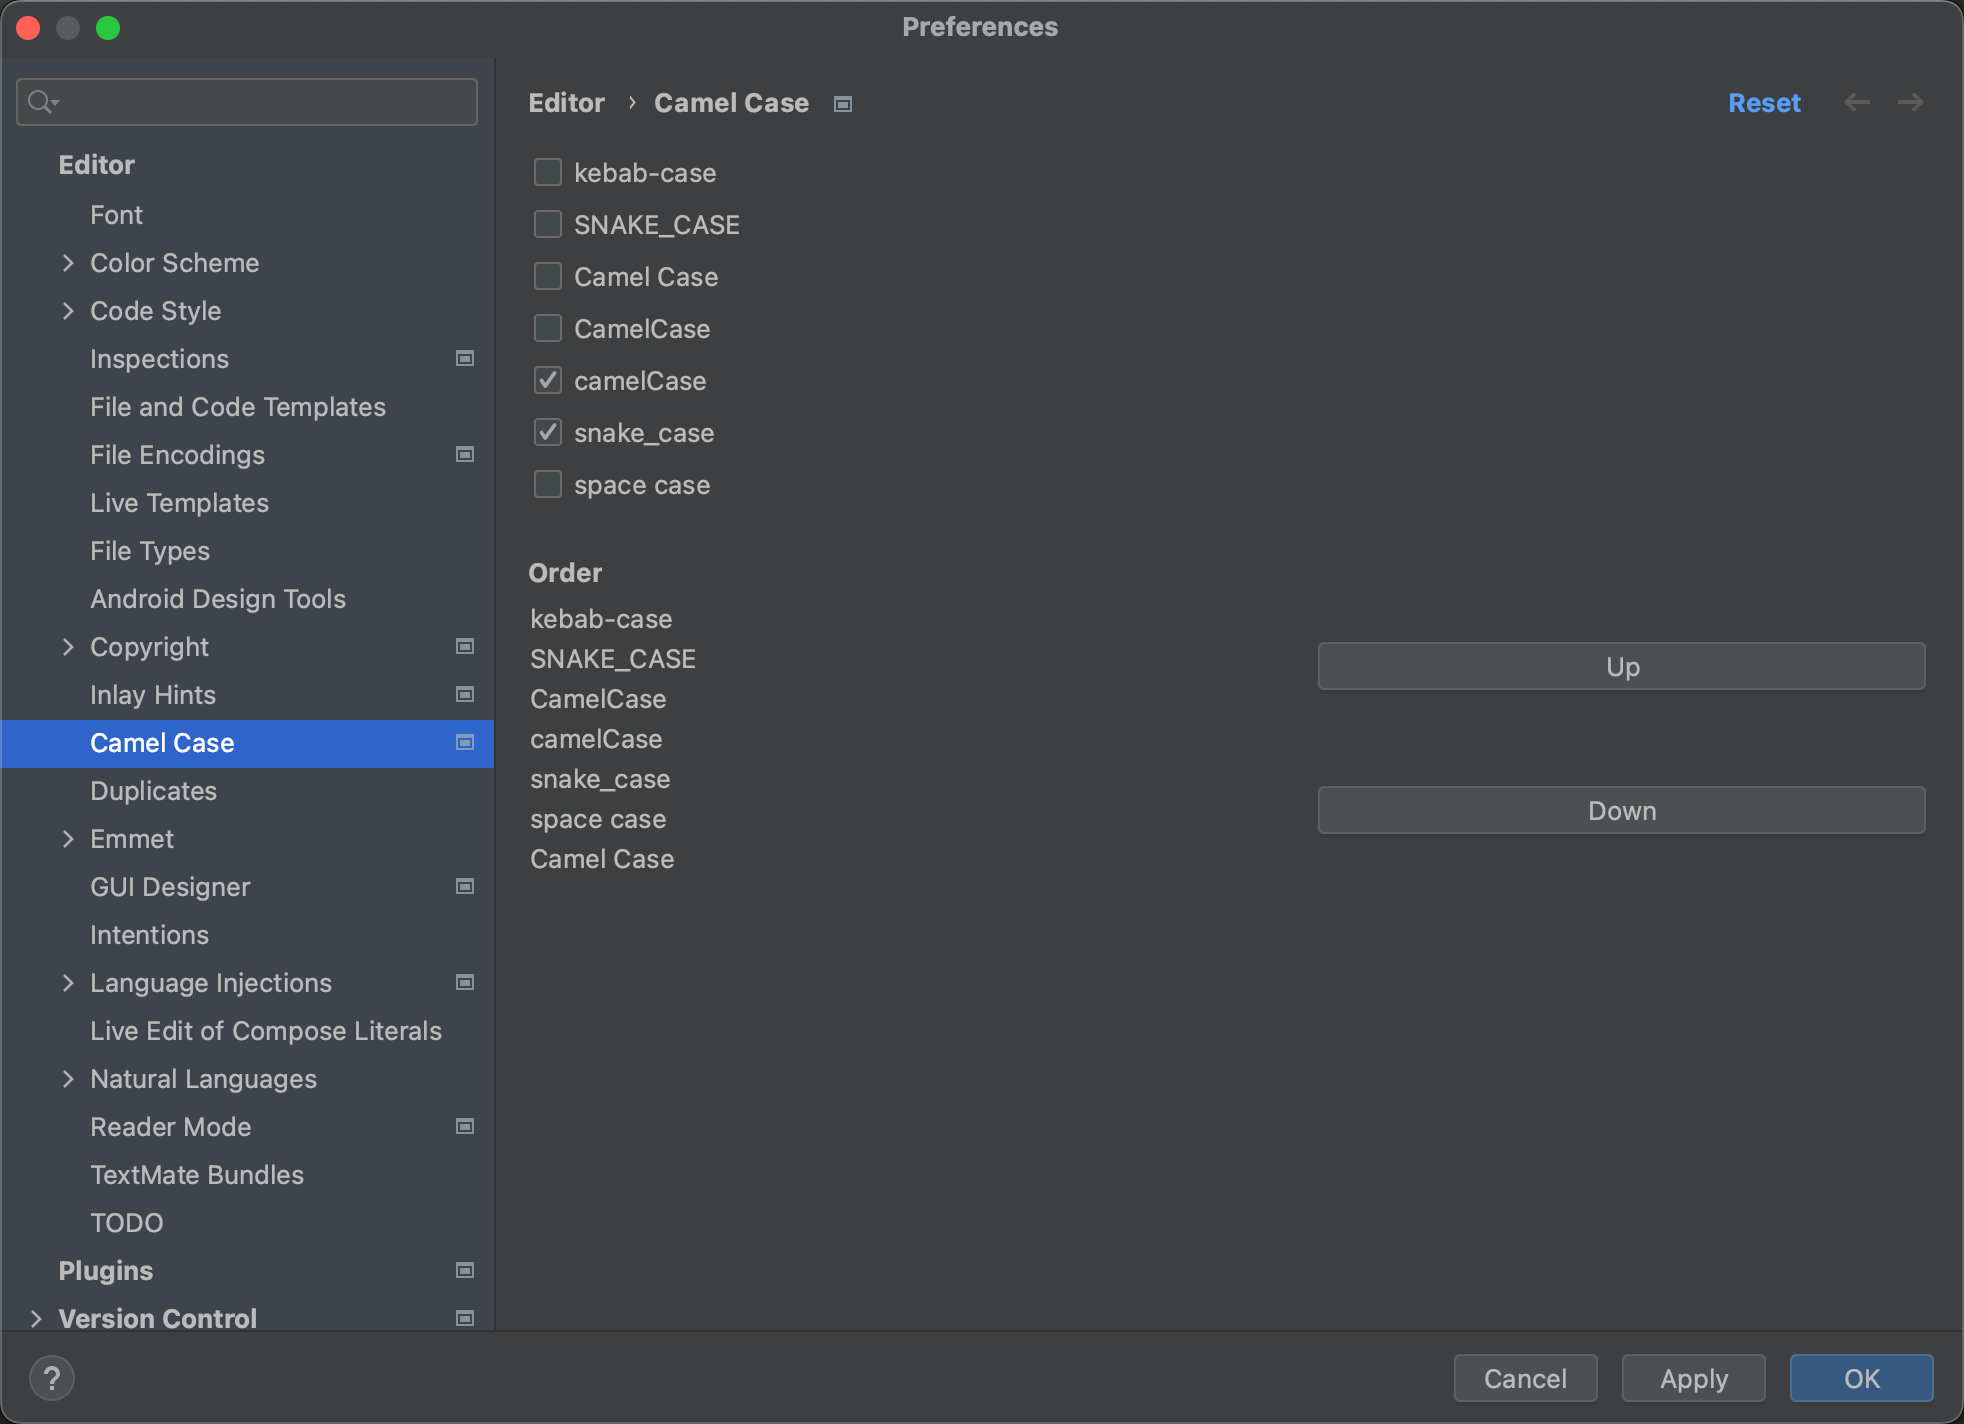 Preferences
Editor
Font
Color Scheme
Code Style
Inspections
File and Code Templates
File Encodings
Live Templates
File Types
Android Design Tools
Copyright
Inlay Hints
Camel Case
Duplicates
Emmet
GUI Designer
Intentions
Language Injections
Live Edit of Compose Literals
Natural Languages
Reader Mode
TextMate Bundles
TODO
Plugins
Version Control
Editor › Camel Case
Reset
kebab-case
SNAKE_CASE
Camel Case
CamelCase
camelCase
snake_case
space case
Order
kebab-case
SNAKE_CASE
CamelCase
camelCase
snake_case
space case
Camel Case
Up
Down
?
Cancel
Apply
OK